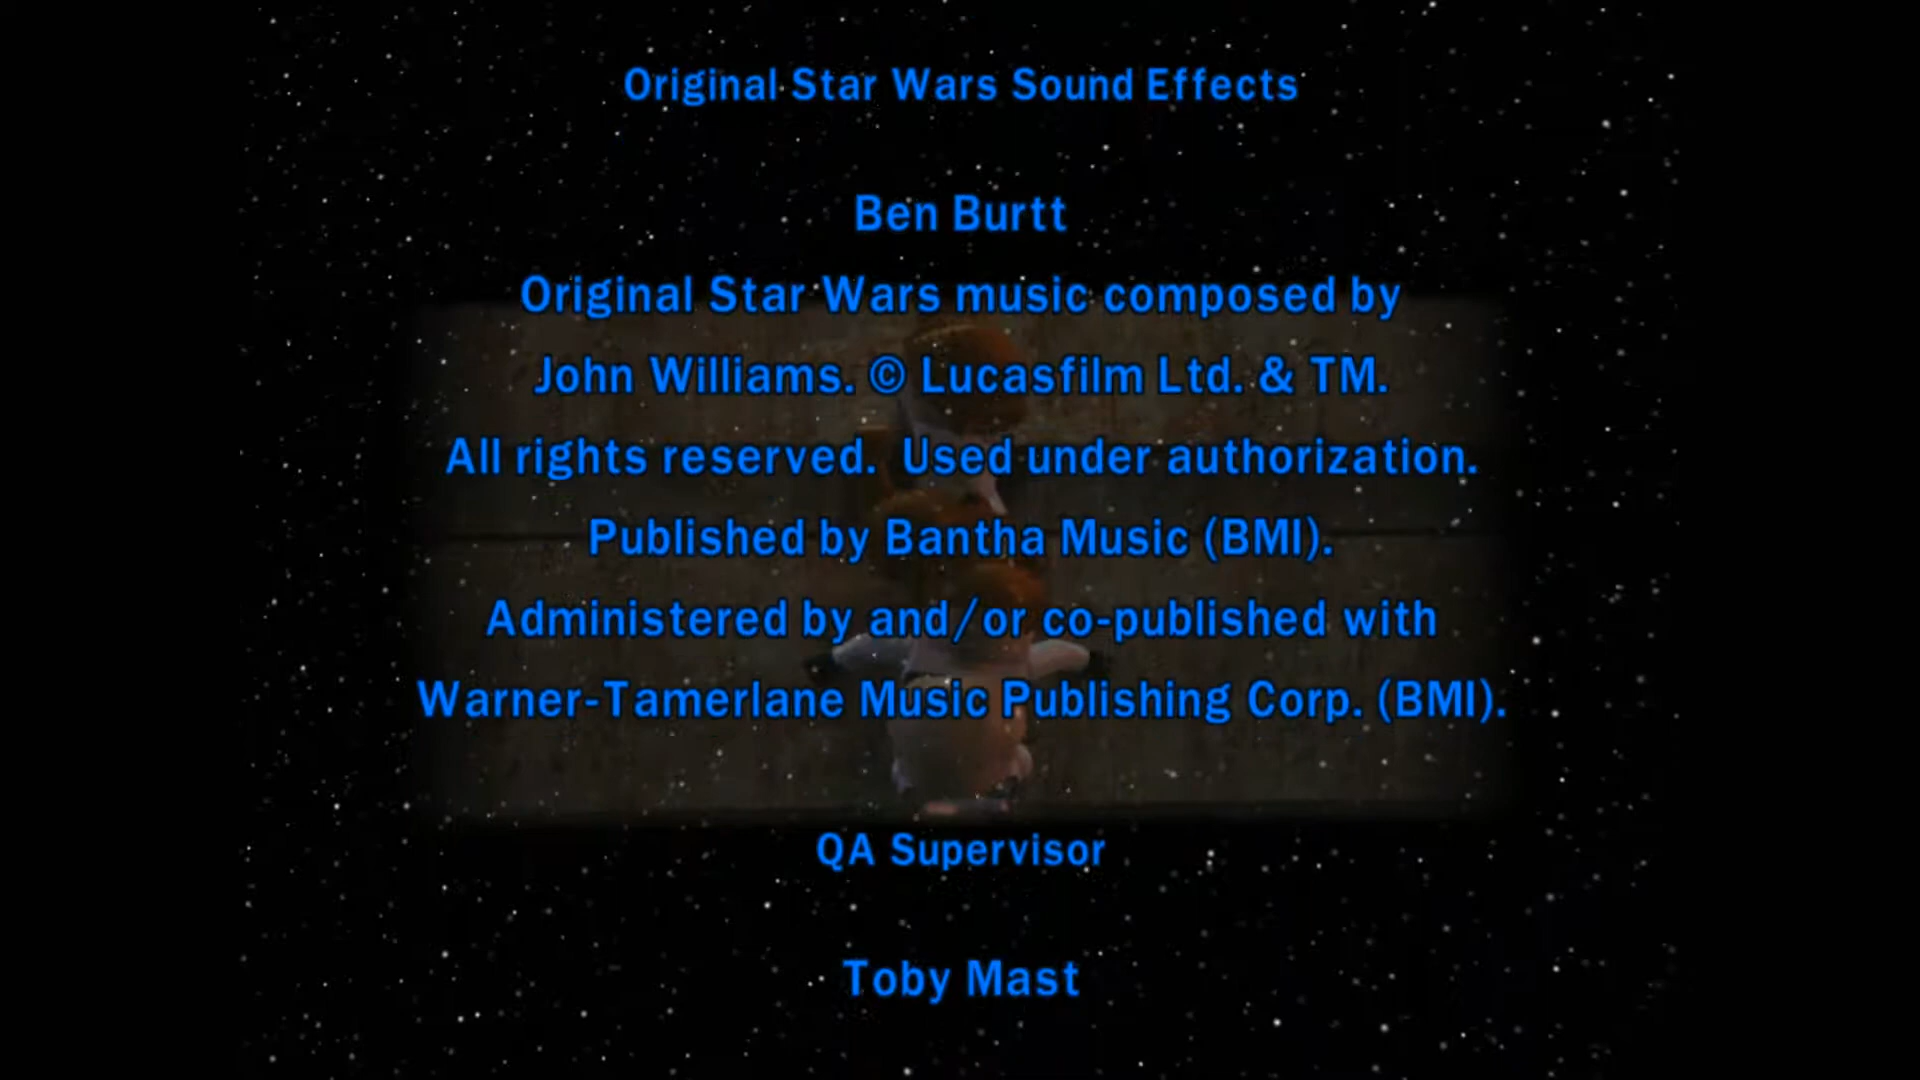 Original Star Wars Sound Effects
Ben Burtt
Original Star Wars music composed by
John Williams. © Lucasfilm Ltd. & TM.
All rights reserved.  Used under authorization.
Published by Bantha Music (BMI).
Administered by and/or co-published with
Warner-Tamerlane Music Publishing Corp. (BMI).
QA Supervisor
Toby Mast